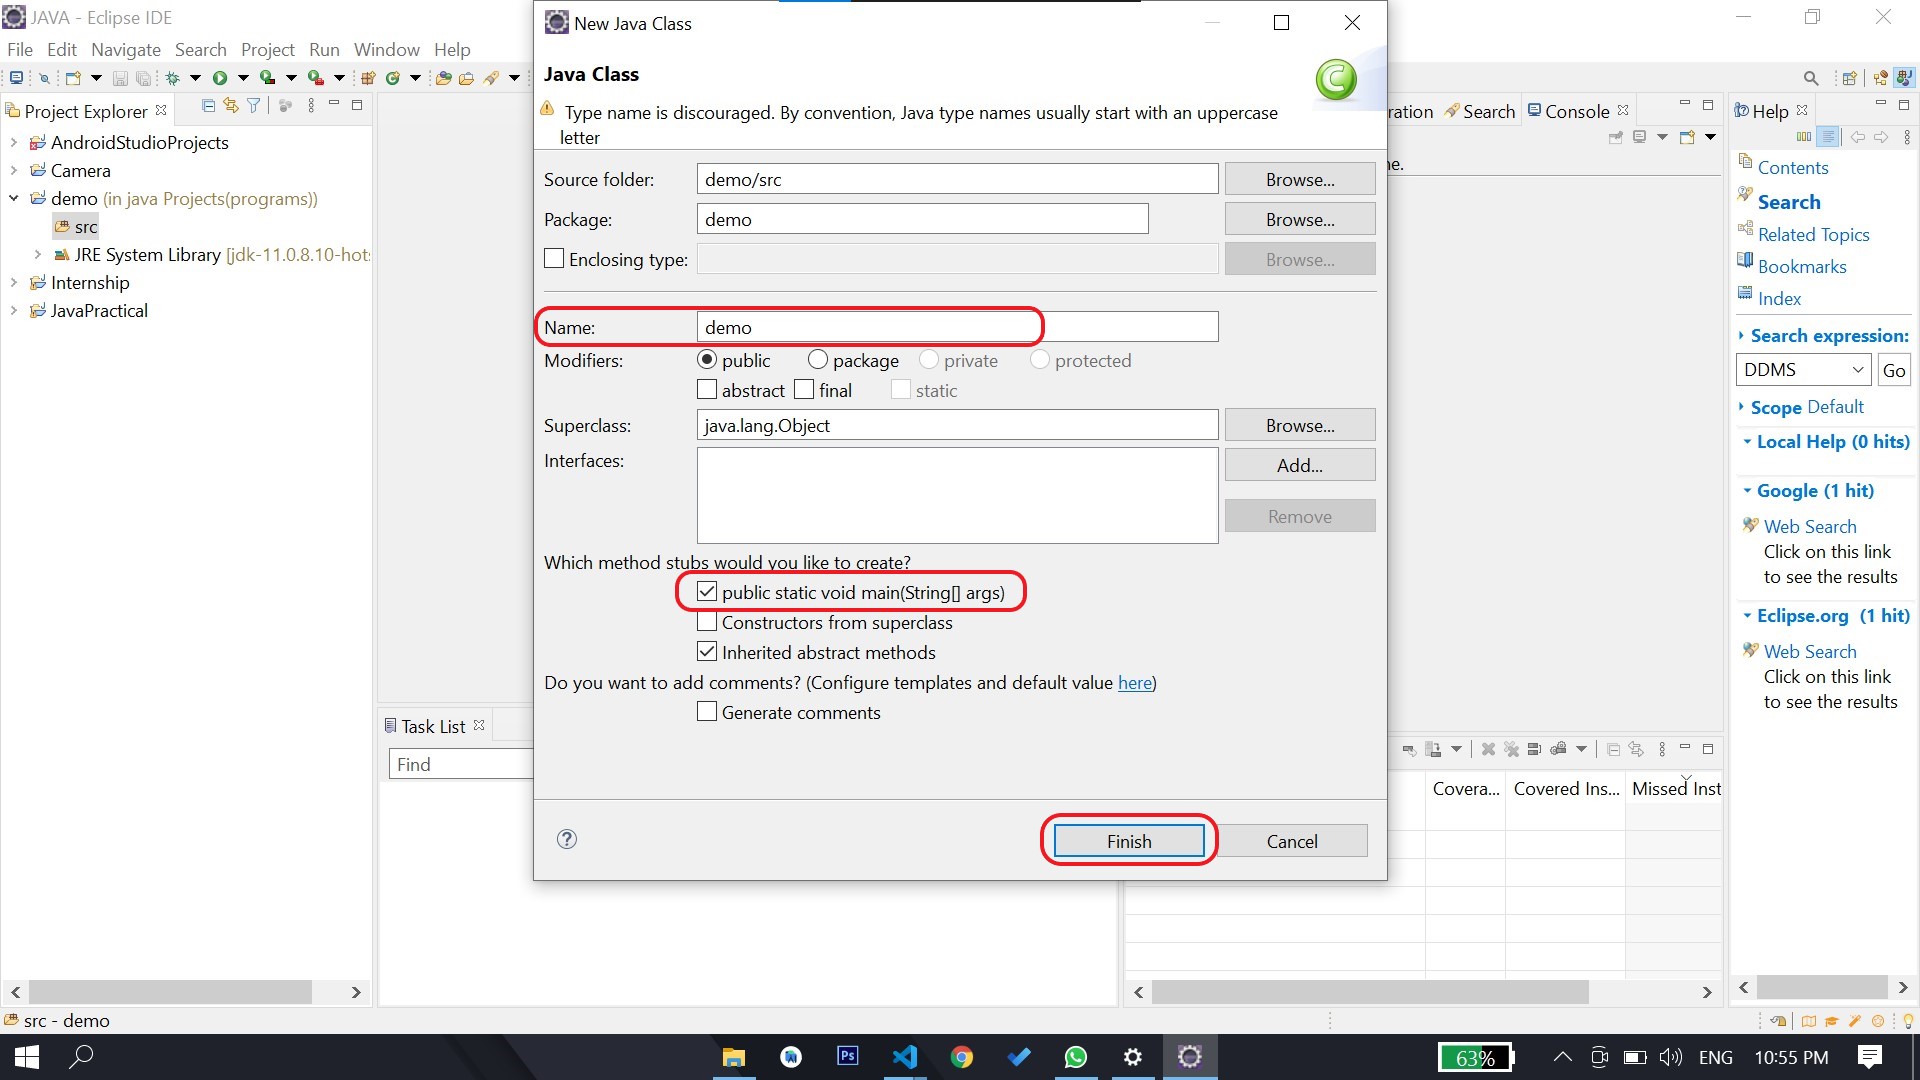 JAVA - Eclipse IDE
File Edit Navigate Search Project Run Window Help
Project Explorer
AndroidStudioProjects
Camera
demo (in java Projects(programs))
src
JRE System Library [jdk-11.0.8.10-hot
Internship
JavaPractical
New Java Class
Java Class
Type name is discouraged. By convention, Java type names usually start with an uppercase
letter
Source folder: demo/src Browse...
Package: demo Browse...
Enclosing type: Browse...
Name: demo
Modifiers: public package private protected
abstract final static
Superclass: java.lang.Object Browse...
Interfaces: Add...
Remove
Which method stubs would you like to create?
public static void main(String[] args)
Constructors from superclass
Inherited abstract methods
Do you want to add comments? (Configure templates and default value here)
Generate comments
Finish Cancel
Task List
Find
ration Search Console
ne.
Covera... Covered Ins... Missed Inst
Help
Contents
Search
Related Topics
Bookmarks
Index
Search expression:
DDMS Go
Scope Default
Local Help (0 hits)
Google (1 hit)
Web Search
Click on this link
to see the results
Eclipse.org (1 hit)
Web Search
Click on this link
to see the results
src - demo
Ps
63% ENG 10:55 PM